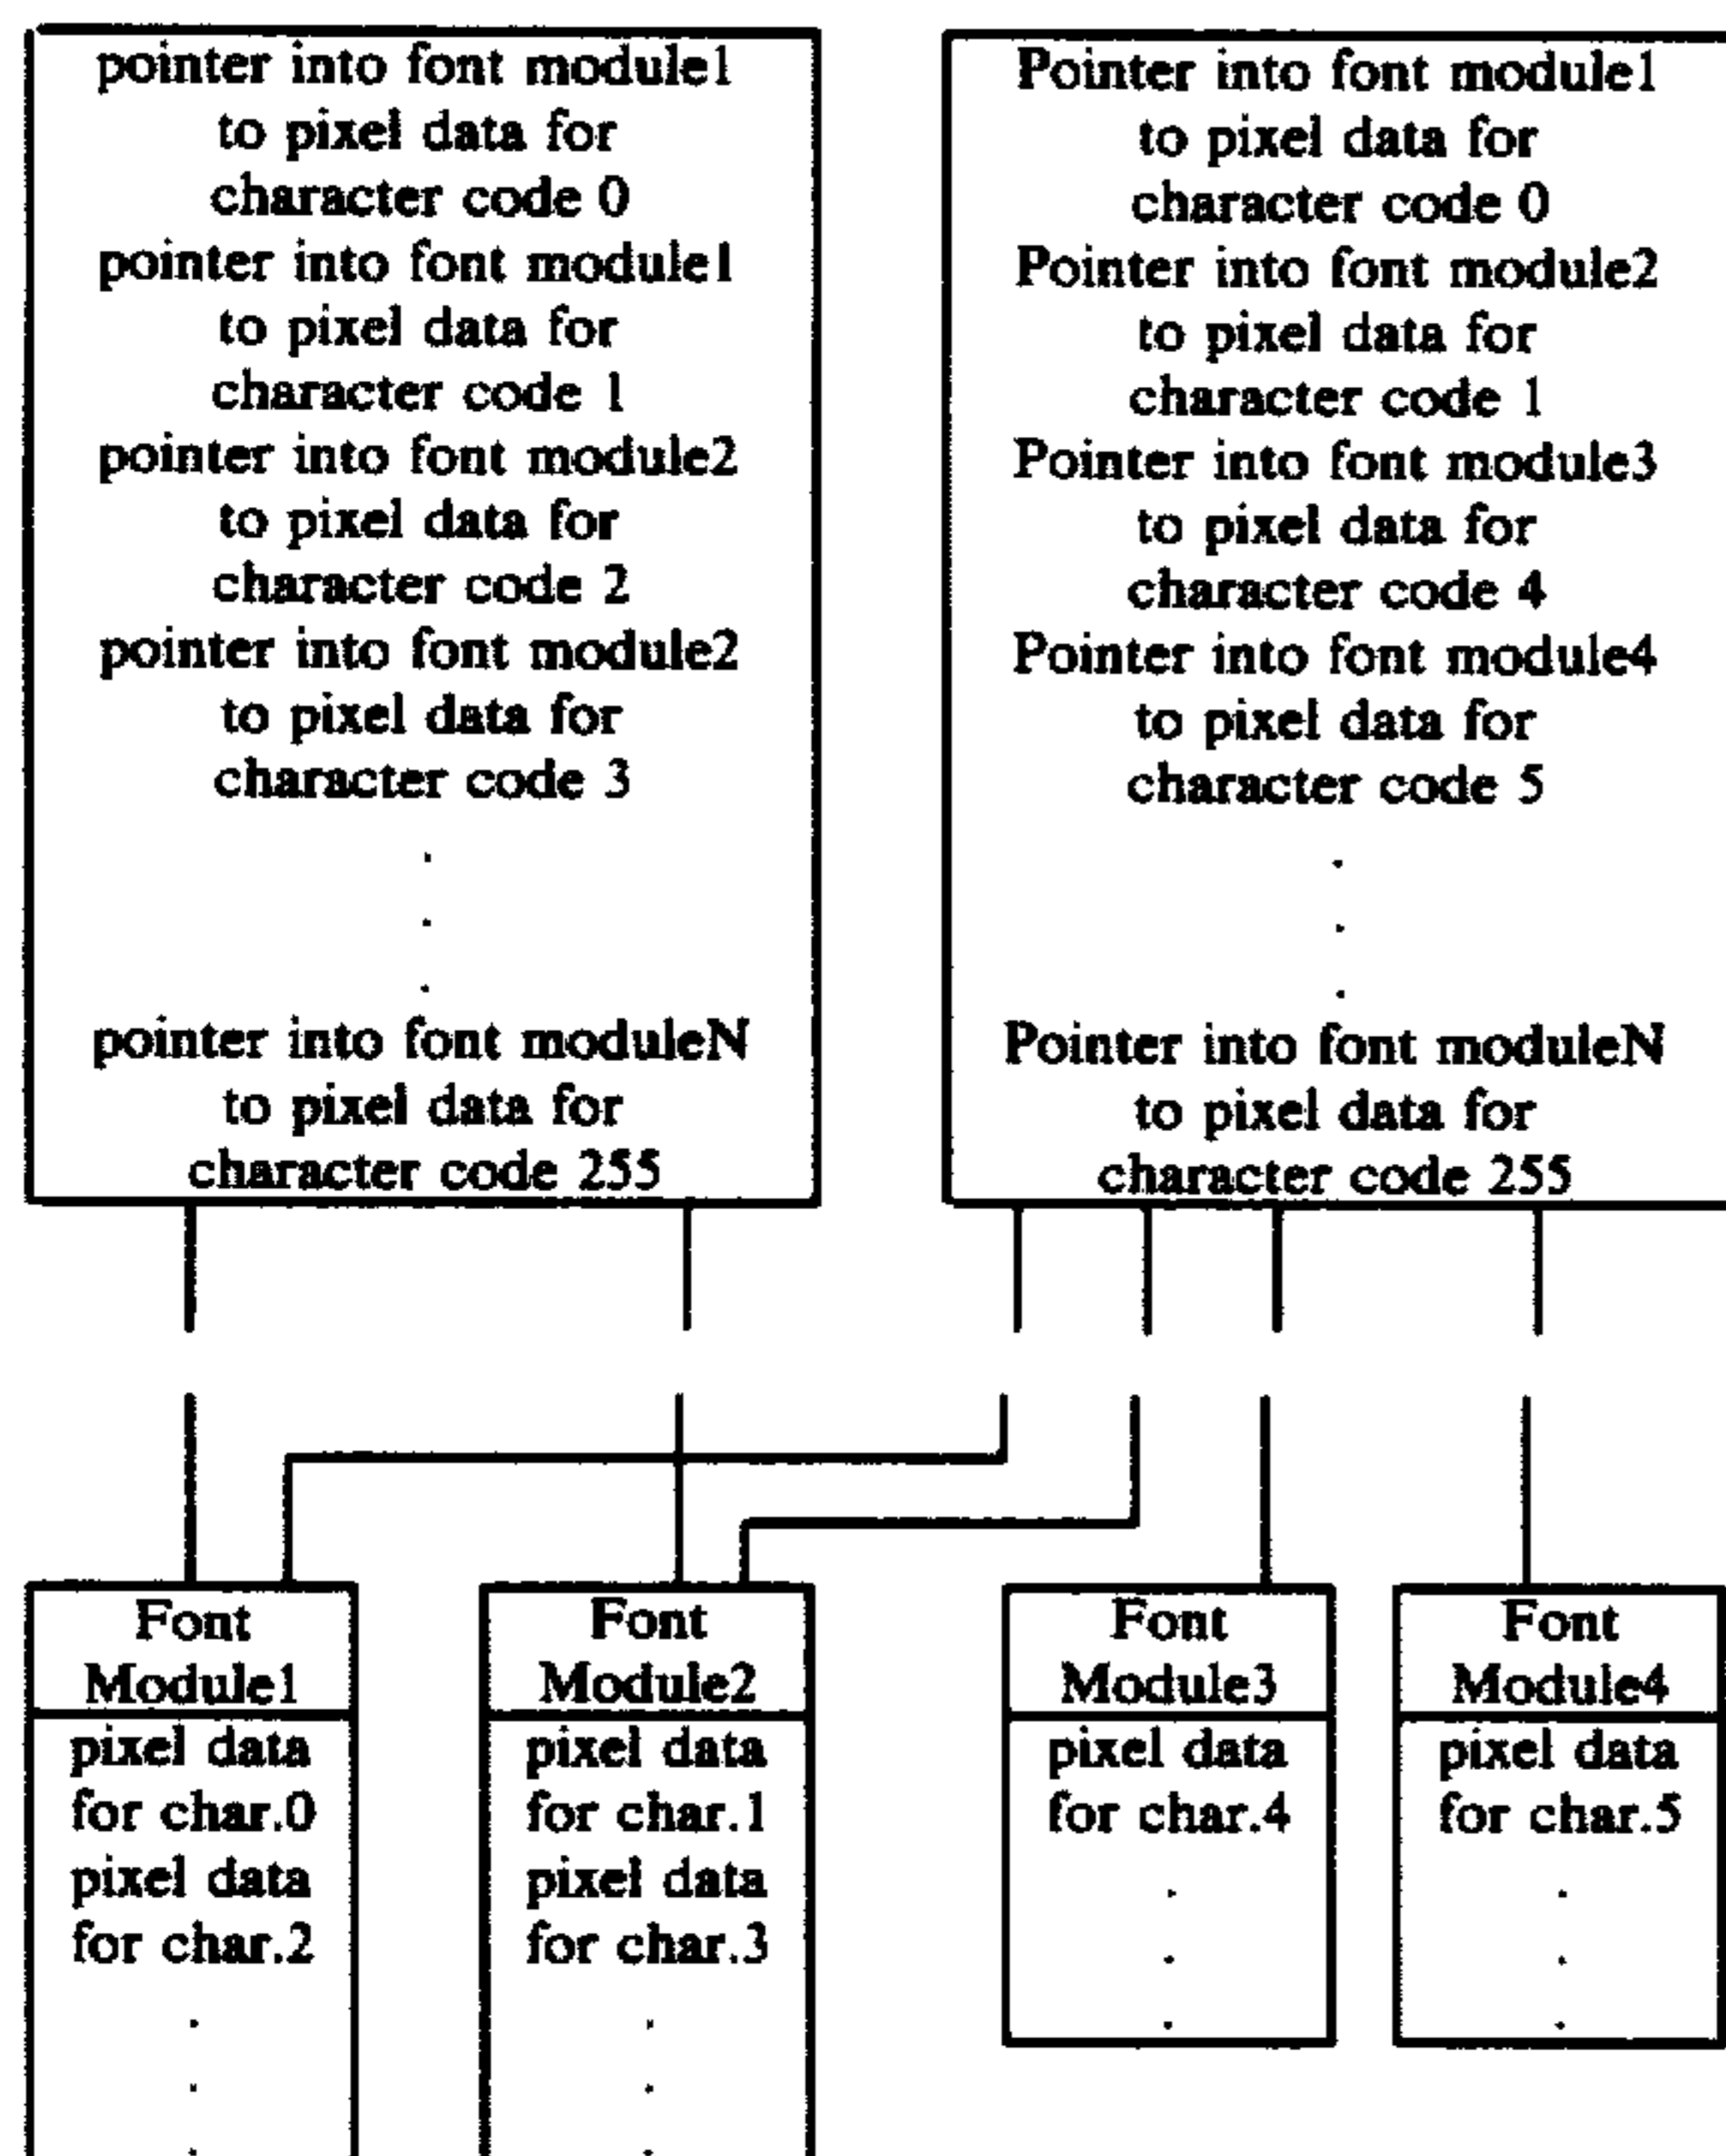 pointer into font module1
to pixel data for
character code 0
pointer into font module1
to pixel data for
character code 1
pointer into font module2
to pixel data for
character code 2
pointer into font module2
to pixel data for
character code 3
.
.
.
pointer into font moduleN
to pixel data for
character code 255
Pointer into font module1
to pixel data for
character code 0
Pointer into font module2
to pixel data for
character code 1
Pointer into font module3
to pixel data for
character code 4
Pointer into font module4
to pixel data for
character code 5
.
.
.
Pointer into font moduleN
to pixel data for
character code 255
Font
Module1
pixel data
for char.0
pixel data
for char.2
.
.
.
Font
Module2
pixel data
for char.1
pixel data
for char.3
.
.
.
Font
Module3
pixel data
for char.4
.
.
.
Font
Module4
pixel data
for char.5
.
.
.